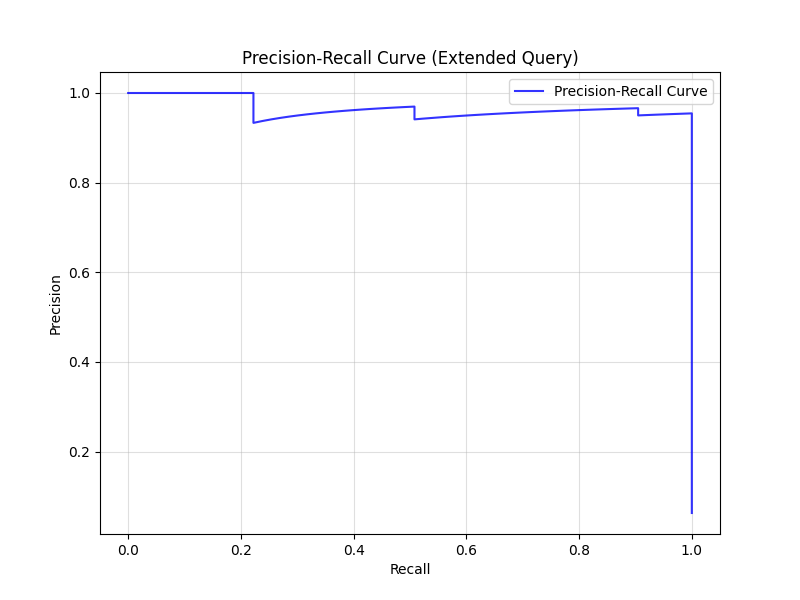 Precision-Recall Curve (Extended Query)
Precision-Recall Curve
1.0
0.8
0.6
0.4
0.2
Precision
0.0 0.2 0.4 0.6 0.8 1.0
Recall